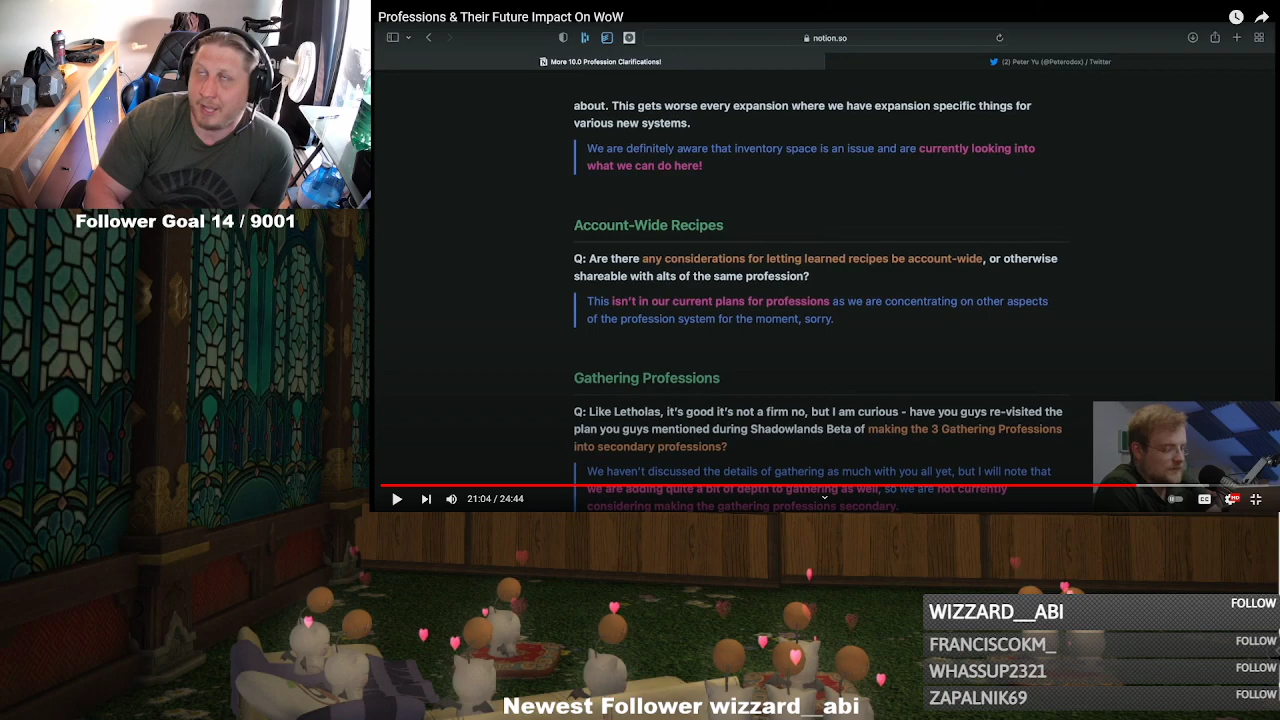 Professions & Their Future Impact On WoW
notion.so
More 10.0 Profession Clarifications!
(2) Peter Yu (@Peterodox) / Twitter
about. This gets worse every expansion where we have expansion specific things for
various new systems.
We are definitely aware that inventory space is an issue and are currently looking into
what we can do here!
Account-Wide Recipes
Q: Are there any considerations for letting learned recipes be account-wide, or otherwise
shareable with alts of the same profession?
This isn't in our current plans for professions as we are concentrating on other aspects
of the profession system for the moment, sorry.
Gathering Professions
Q: Like Letholas, it's good it's not a firm no, but I am curious - have you guys re-visited the
plan you guys mentioned during Shadowlands Beta of making the 3 Gathering Professions
into secondary professions?
We haven't discussed the details of gathering as much with you all yet, but I will note that
we are adding quite a bit of depth to gathering as well, so we are not currently
considering making the gathering professions secondary.
21:04 / 24:44
CC
HD
Follower Goal 14 / 9001
WIZZARD__ABI FOLLOW
FRANCISCOKM_ FOLLOW
WHASSUP2321 FOLLOW
ZAPALNIK69 FOLLOW
Newest Follower wizzard__abi